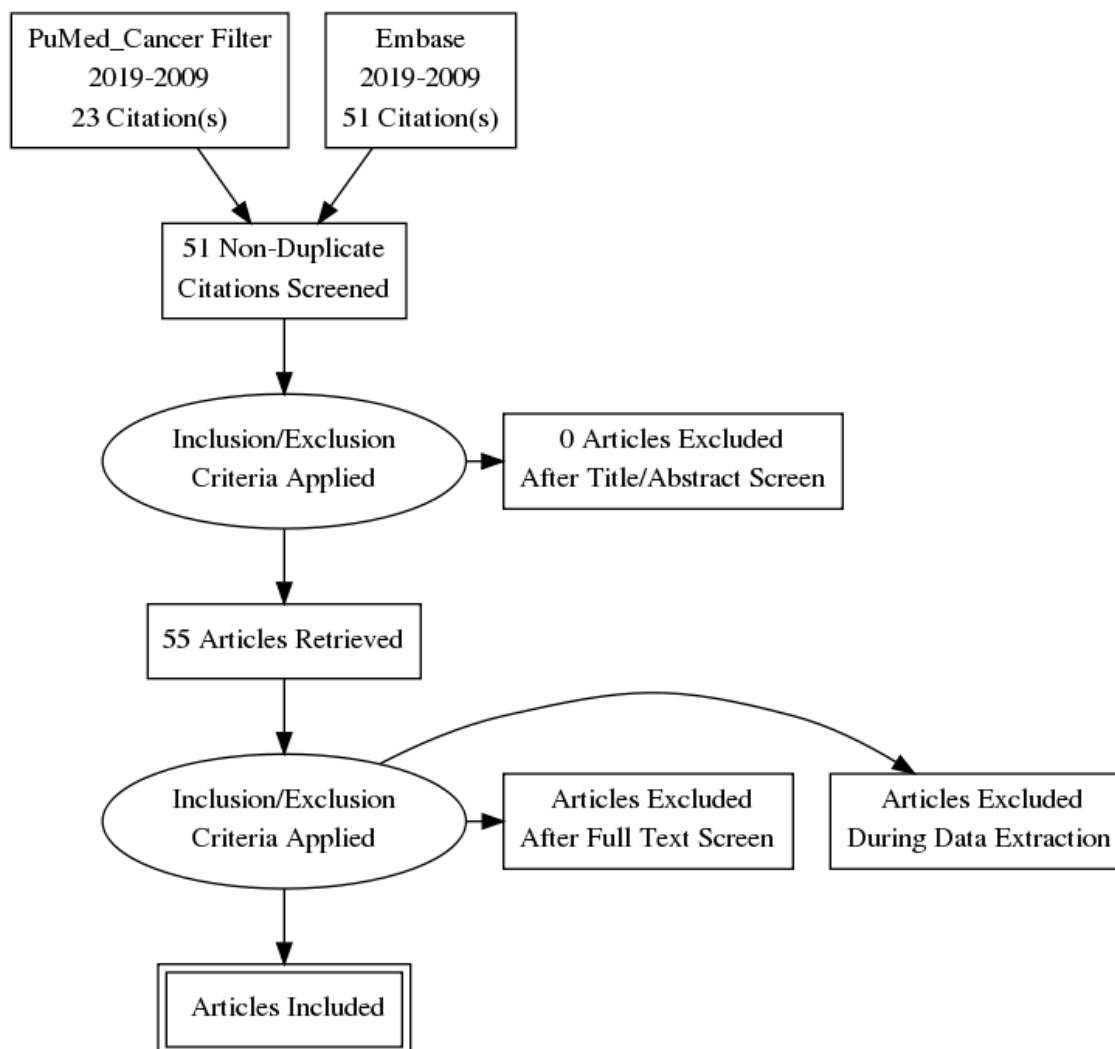 PuMed_Cancer Filter
2019-2009
23 Citation(s)
Embase
2019-2009
51 Citation(s)
51 Non-Duplicate
Citations Screened
Inclusion/Exclusion
Criteria Applied
0 Articles Excluded
After Title/Abstract Screen
55 Articles Retrieved
Inclusion/Exclusion
Criteria Applied
Articles Excluded
After Full Text Screen
Articles Excluded
During Data Extraction
Articles Included